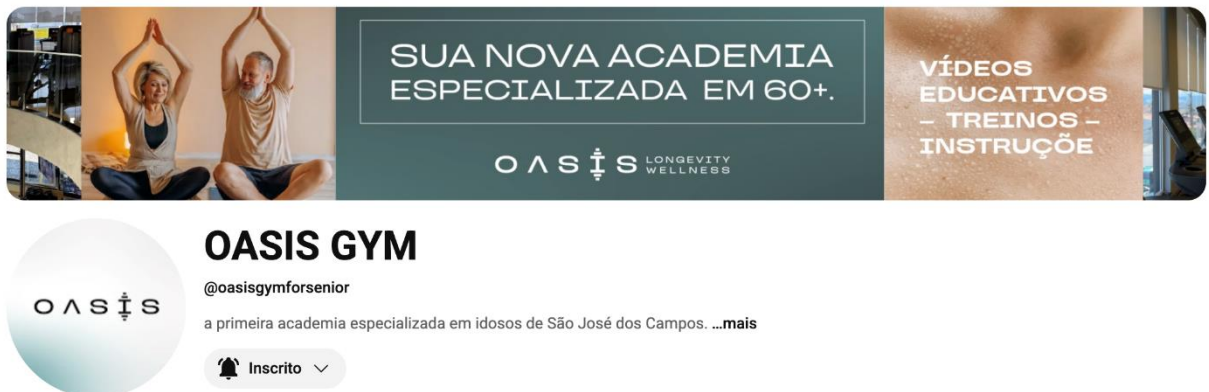 SUA NOVA ACADEMIA
ESPECIALIZADA EM 60+.
OASIS LONGEVITY
WELLNESS
VÍDEOS
EDUCATIVOS
– TREINOS –
INSTRUÇÕE
OASIS
OASIS GYM
@oasisgymforsenior
a primeira academia especializada em idosos de São José dos Campos. ...mais
Inscrito